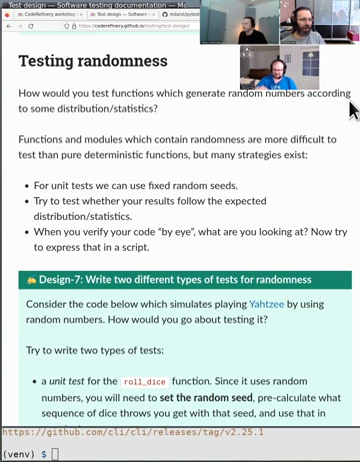 Test design — Software testing documentation — Mo
CodeRefinery workshop
Test design — Software
rkdarst/pytest
coderefinery.github.io/testing/test-design/
Testing randomness
How would you test functions which generate random numbers according
to some distribution/statistics?
Functions and modules which contain randomness are more difficult to
test than pure deterministic functions, but many strategies exist:
• For unit tests we can use fixed random seeds.
• Try to test whether your results follow the expected
distribution/statistics.
• When you verify your code “by eye”, what are you looking at? Now try
to express that in a script.
✍️ Design-7: Write two different types of tests for randomness
Consider the code below which simulates playing Yahtzee by using
random numbers. How would you go about testing it?
Try to write two types of tests:
• a unit test for the roll_dice function. Since it uses random
numbers, you will need to set the random seed, pre-calculate what
sequence of dice throws you get with that seed, and use that in
https://github.com/cli/cli/releases/tag/v2.25.1
(venv) $